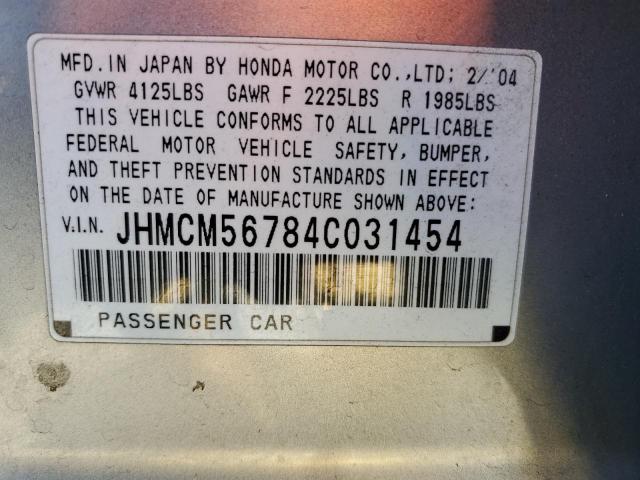 MFD. IN JAPAN BY HONDA MOTOR CO.,LTD; 2/'04
GVWR 4125LBS GAWR F 2225LBS R 1985LBS
THIS VEHICLE CONFORMS TO ALL APPLICABLE
FEDERAL MOTOR VEHICLE SAFETY, BUMPER,
AND THEFT PREVENTION STANDARDS IN EFFECT
ON THE DATE OF MANUFACTURE SHOWN ABOVE:
V.I.N. JHMCM56784C031454
PASSENGER CAR